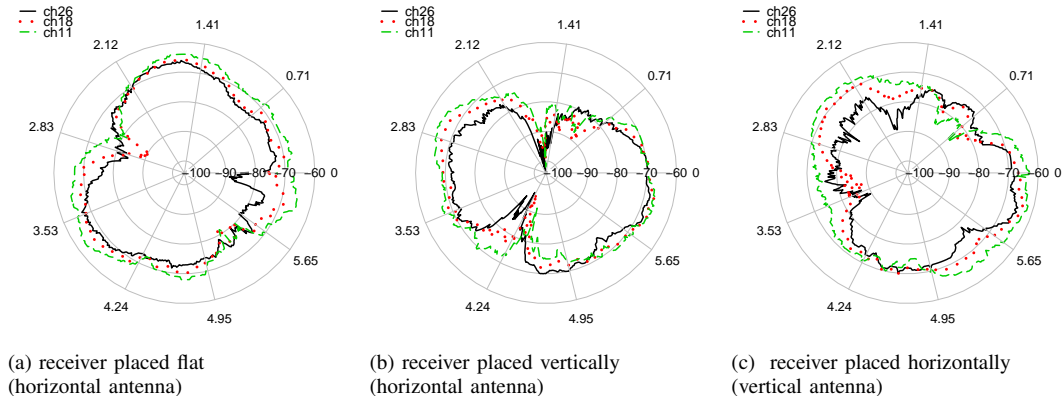 ch26
ch18
ch11
1.41
2.12
0.71
2.83
−100 −90 −80 −70 −60 0
3.53
5.65
4.24
4.95
(a) receiver placed flat
(horizontal antenna)
ch26
ch18
ch11
1.41
2.12
0.71
2.83
−100 −90 −80 −70 −60 0
3.53
5.65
4.24
4.95
(b) receiver placed vertically
(horizontal antenna)
ch26
ch18
ch11
1.41
2.12
0.71
2.83
−100 −90 −80 −70 −60 0
3.53
5.65
4.24
4.95
(c) receiver placed horizontally
(vertical antenna)